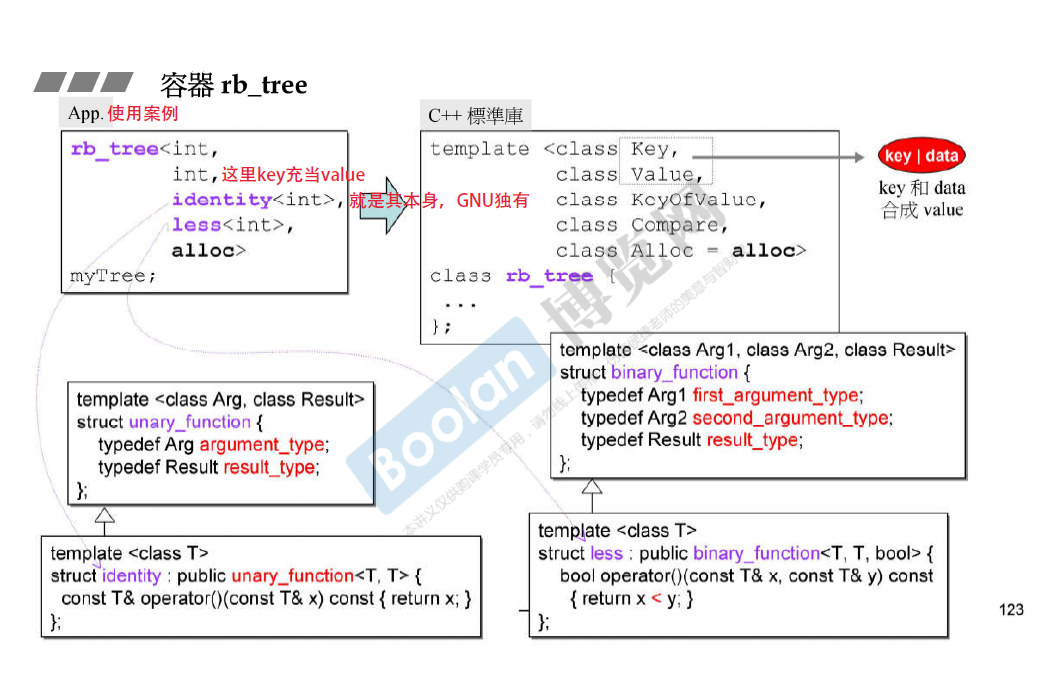 容器 rb_tree
App. 使用案例
rb_tree<int,
int, 这里key充当value
identity<int>, 就是其本身，GNU独有
less<int>,
alloc>
myTree;
C++ 標準庫
template <class Key,
class Value,
class KeyOfValue,
class Compare,
class Alloc = alloc>
class rb_tree {
...
};
key | data
key 和 data
合成 value
template <class Arg1, class Arg2, class Result>
struct binary_function {
typedef Arg1 first_argument_type;
typedef Arg2 second_argument_type;
typedef Result result_type;
};
template <class Arg, class Result>
struct unary_function {
typedef Arg argument_type;
typedef Result result_type;
};
template <class T>
struct identity : public unary_function<T, T> {
const T& operator()(const T& x) const { return x; }
};
template <class T>
struct less : public binary_function<T, T, bool> {
bool operator()(const T& x, const T& y) const
{ return x < y; }
};
Boolan 博览网
123